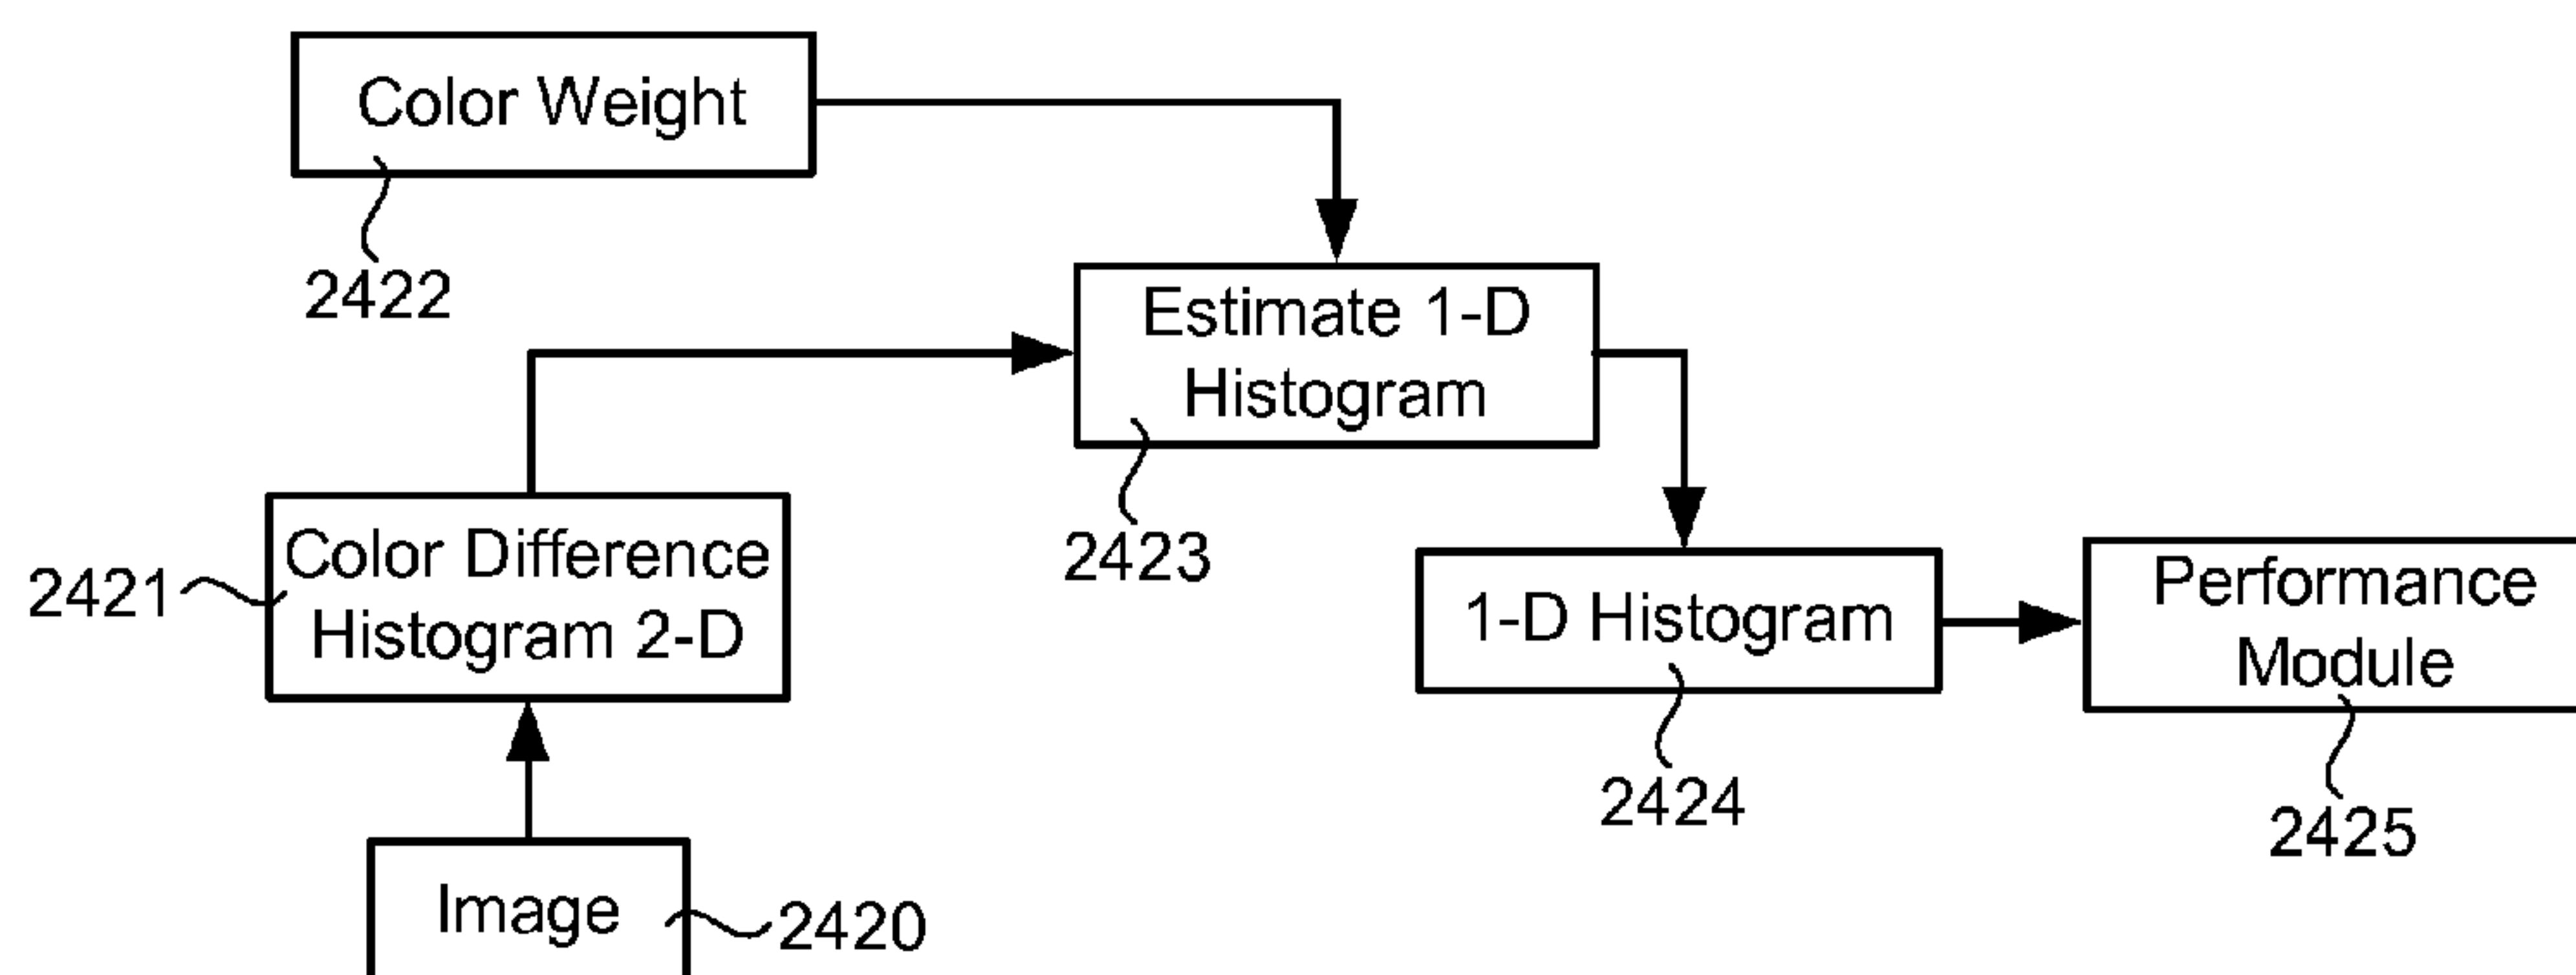 Color Weight
2422
Estimate 1-D
Histogram
2423
Color Difference
Histogram 2-D
2421
1-D Histogram
2424
Performance
Module
2425
Image
2420